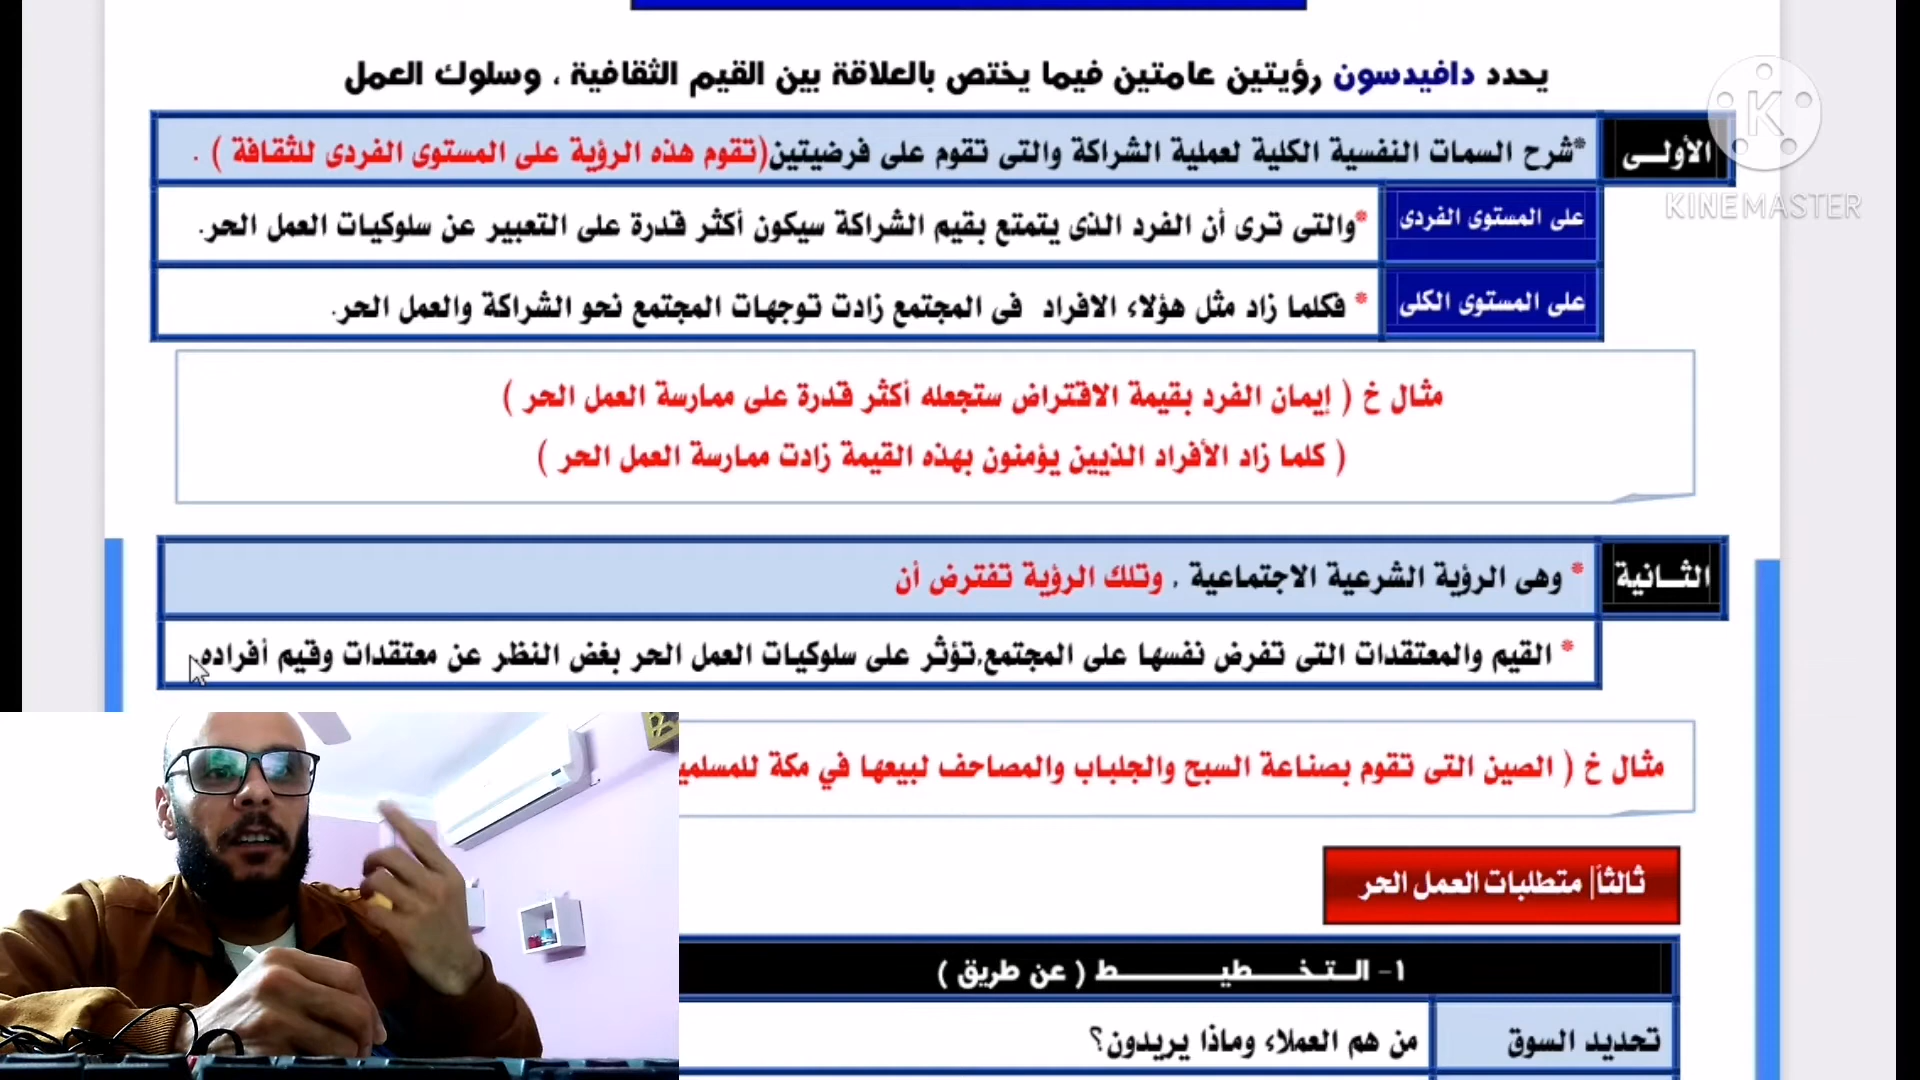 يحدد دافيدسون رؤيتين عامتين فيما يختص بالعلاقة بين القيم الثقافية ، وسلوك العمل
الأولــى
*شرح السمات النفسية الكلية لعملية الشراكة والتى تقوم على فرضيتين(تقوم هذه الرؤية على المستوى الفردى للثقافة ) .
K
KINEMASTER
على المستوى الفردى
*والتى ترى أن الفرد الذى يتمتع بقيم الشراكة سيكون أكثر قدرة على التعبير عن سلوكيات العمل الحر.
على المستوى الكلى
* فكلما زاد مثل هؤلاء الافراد فى المجتمع زادت توجهات المجتمع نحو الشراكة والعمل الحر.
مثال خ ( إيمان الفرد بقيمة الاقتراض ستجعله أكثر قدرة على ممارسة العمل الحر )
( كلما زاد الأفراد الذيين يؤمنون بهذه القيمة زادت ممارسة العمل الحر )
الثــانية
* وهى الرؤية الشرعية الاجتماعية ، وتلك الرؤية تفترض أن
* القيم والمعتقدات التى تفرض نفسها على المجتمع,تؤثر على سلوكيات العمل الحر بغض النظر عن معتقدات وقيم أفراده
مثال خ ( الصين التى تقوم بصناعة السبح والجلباب والمصاحف لبيعها في مكة
ثالثاً| متطلبات العمل الحر
١- الــتــخــــطيـــــــــــط ( عن طريق )
تحديد السوق
من هم العملاء وماذا يريدون؟